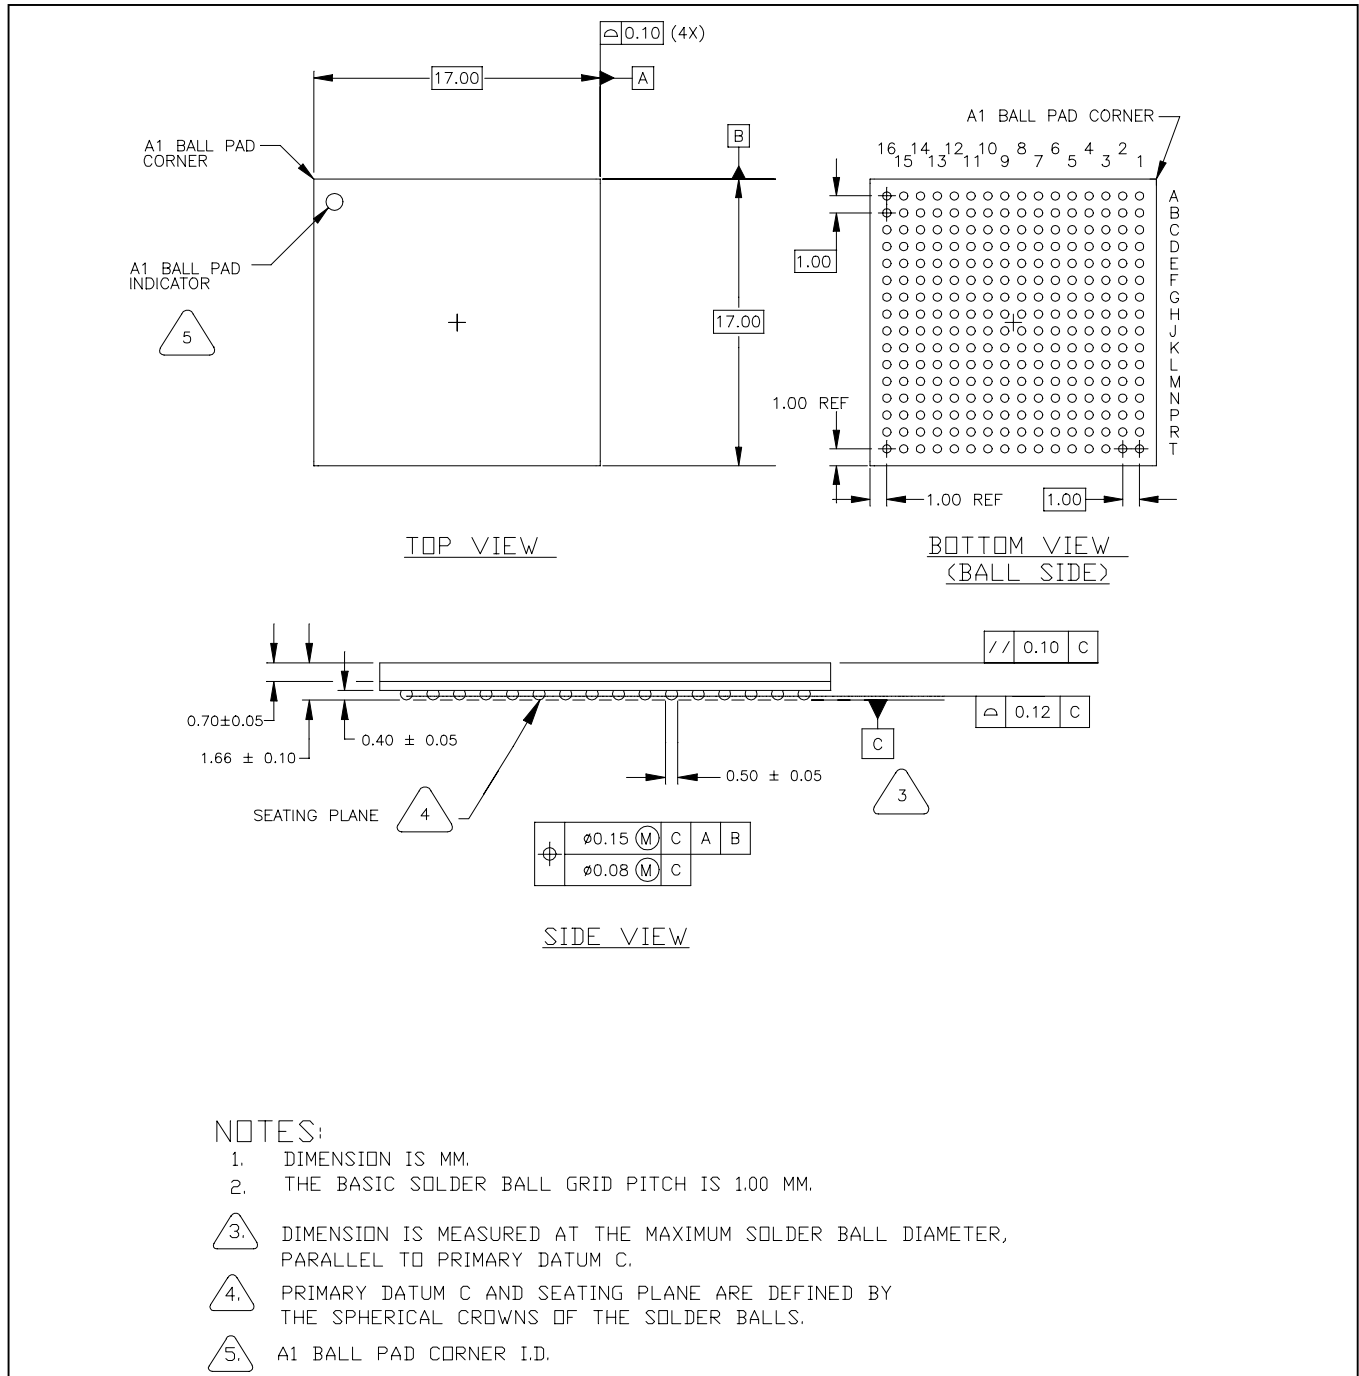 ⌓ 0.10 (4X)
17.00
A
A1 BALL PAD
CORNER
B
A1 BALL PAD
INDICATOR
5
17.00
TOP VIEW
A1 BALL PAD CORNER
16 15 14 13 12 11 10 9 8 7 6 5 4 3 2 1
A
B
C
D
E
F
G
H
J
K
L
M
N
P
R
T
1.00
1.00 REF
1.00 REF
1.00
BOTTOM VIEW
(BALL SIDE)
// 0.10 C
⌓ 0.12 C
0.70±0.05
1.66 ± 0.10
0.40 ± 0.05
0.50 ± 0.05
C
3
SEATING PLANE
4
⌖ ø0.15 Ⓜ C A B
ø0.08 Ⓜ C
SIDE VIEW
NOTES:
1. DIMENSION IS MM.
2. THE BASIC SOLDER BALL GRID PITCH IS 1.00 MM.
3. DIMENSION IS MEASURED AT THE MAXIMUM SOLDER BALL DIAMETER,
PARALLEL TO PRIMARY DATUM C.
4. PRIMARY DATUM C AND SEATING PLANE ARE DEFINED BY
THE SPHERICAL CROWNS OF THE SOLDER BALLS.
5. A1 BALL PAD CORNER I.D.